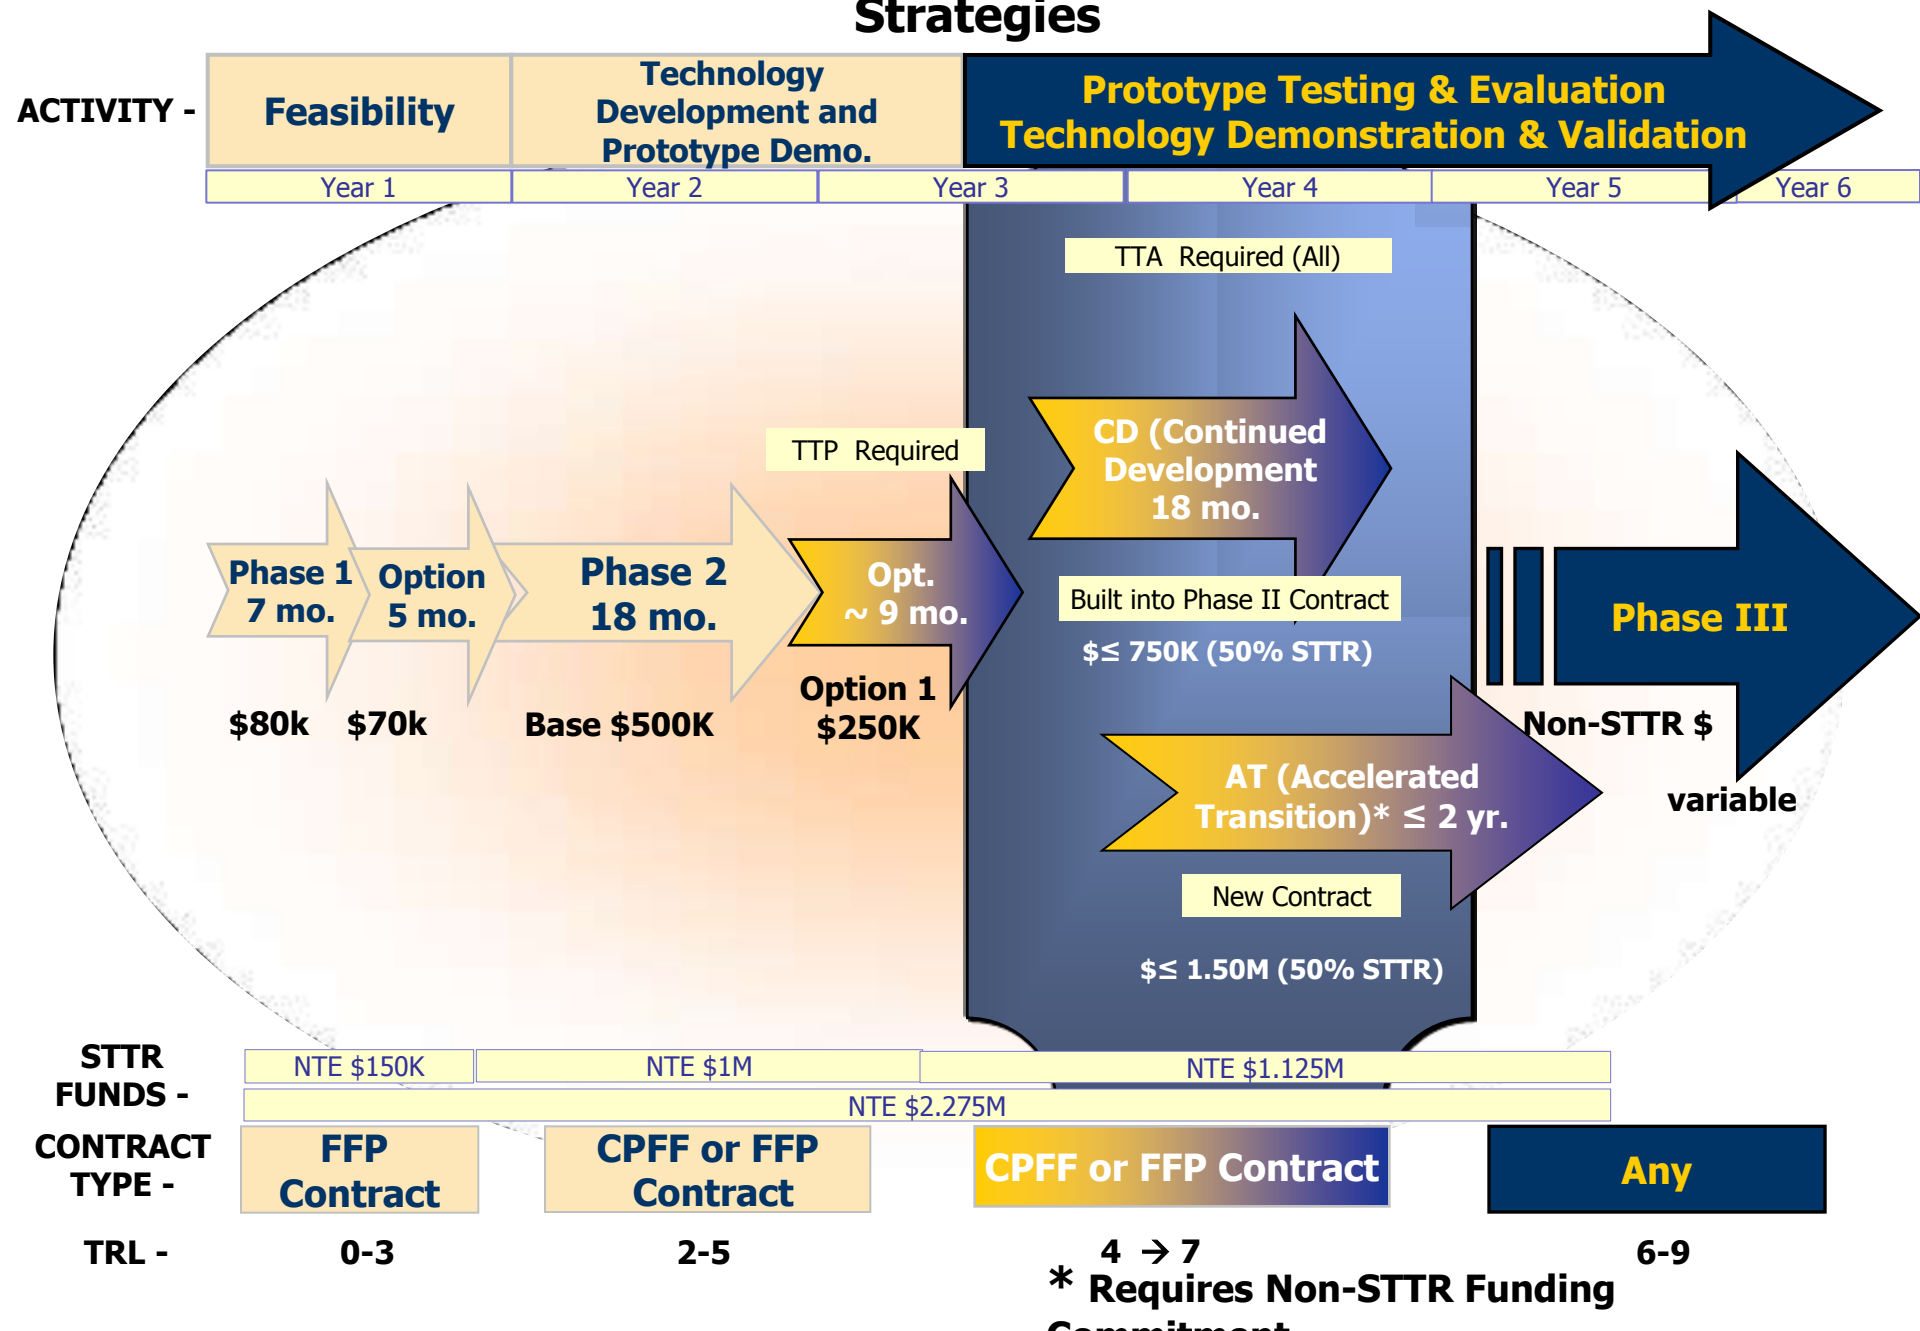 Strategies
ACTIVITY -
Feasibility
Technology
Development and
Prototype Demo.
Prototype Testing & Evaluation
Technology Demonstration & Validation
Year 1
Year 2
Year 3
Year 4
Year 5
Year 6
TTA Required (All)
CD (Continued
Development
18 mo.
TTP Required
Phase 1
7 mo.
Option
5 mo.
Phase 2
18 mo.
Opt.
~ 9 mo.
Built into Phase II Contract
$≤ 750K (50% STTR)
Phase III
$80k
$70k
Base $500K
Option 1
$250K
Non-STTR $
variable
AT (Accelerated
Transition)* ≤ 2 yr.
New Contract
$≤ 1.50M (50% STTR)
STTR
FUNDS -
NTE $150K
NTE $1M
NTE $1.125M
NTE $2.275M
CONTRACT
TYPE -
FFP
Contract
CPFF or FFP
Contract
CPFF or FFP Contract
Any
TRL -
0-3
2-5
4 → 7
6-9
* Requires Non-STTR Funding
Commitment